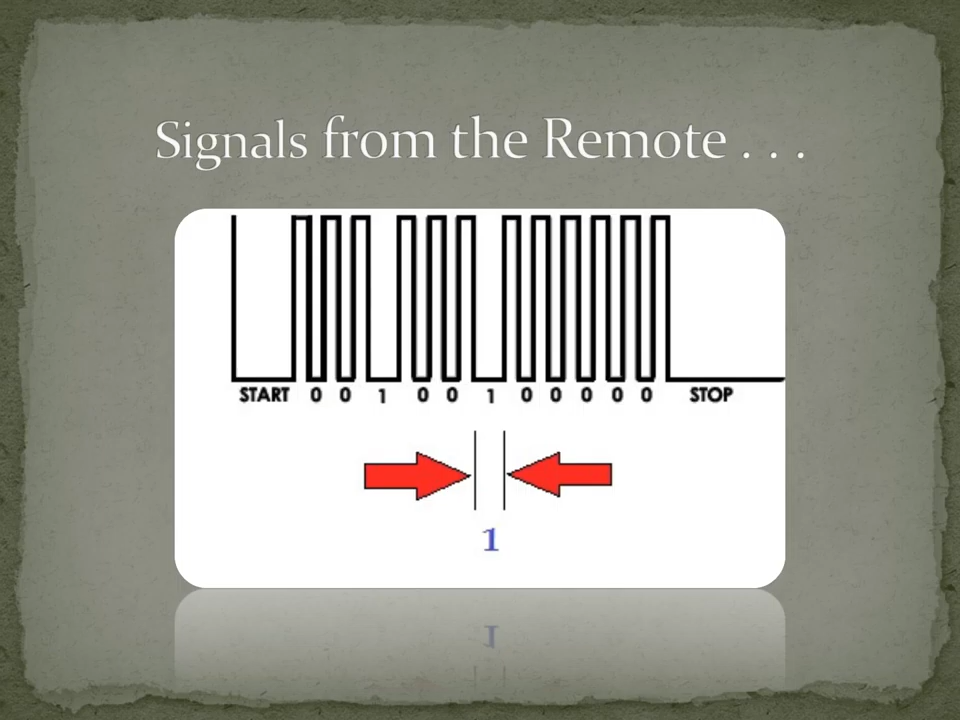 Signals from the Remote . . .
START 0 0 1 0 0 1 0 0 0 0 0 STOP
1